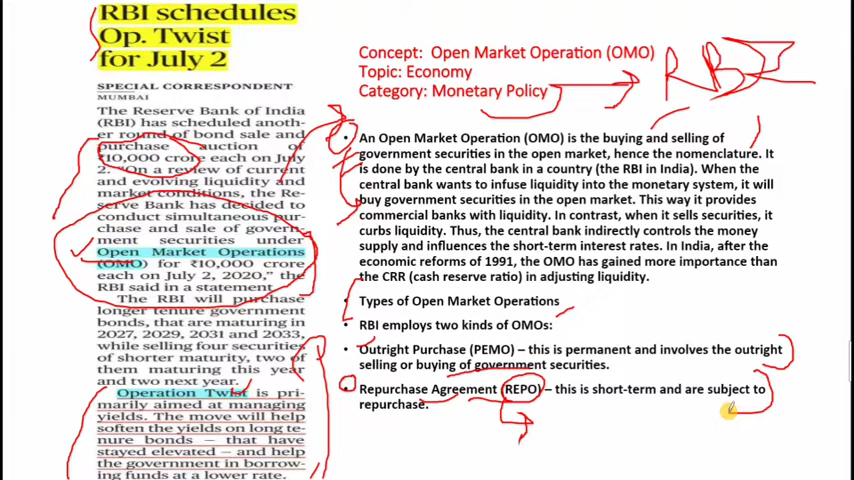 RBI schedules
Op. Twist
for July 2
SPECIAL CORRESPONDENT
MUMBAI
The Reserve Bank of India
(RBI) has scheduled anoth-
er round of bond sale and
purchase auction of
₹10,000 crore each on July
2. “On a review of current
and evolving liquidity and
market conditions, the Re-
serve Bank has decided to
conduct simultaneous pur-
chase and sale of govern-
ment securities under
Open Market Operations
(OMO) for ₹10,000 crore
each on July 2, 2020,” the
RBI said in a statement
The RBI will purchase
longer tenure government
bonds, that are maturing in
2027, 2029, 2031 and 2033,
while selling four securities
of shorter maturity, two of
them maturing this year
and two next year.
Operation Twist is pri-
marily aimed at managing
yields. The move will help
soften the yields on long te-
nure bonds — that have
stayed elevated — and help
the government in borrow-
ing funds at a lower rate.
Concept: Open Market Operation (OMO)
Topic: Economy
Category: Monetary Policy
RBI
• An Open Market Operation (OMO) is the buying and selling of
government securities in the open market, hence the nomenclature. It
is done by the central bank in a country (the RBI in India). When the
central bank wants to infuse liquidity into the monetary system, it will
buy government securities in the open market. This way it provides
commercial banks with liquidity. In contrast, when it sells securities, it
curbs liquidity. Thus, the central bank indirectly controls the money
supply and influences the short-term interest rates. In India, after the
economic reforms of 1991, the OMO has gained more importance than
the CRR (cash reserve ratio) in adjusting liquidity.
• Types of Open Market Operations
• RBI employs two kinds of OMOs:
• Outright Purchase (PEMO) – this is permanent and involves the outright
selling or buying of government securities.
• Repurchase Agreement (REPO) – this is short-term and are subject to
repurchase.